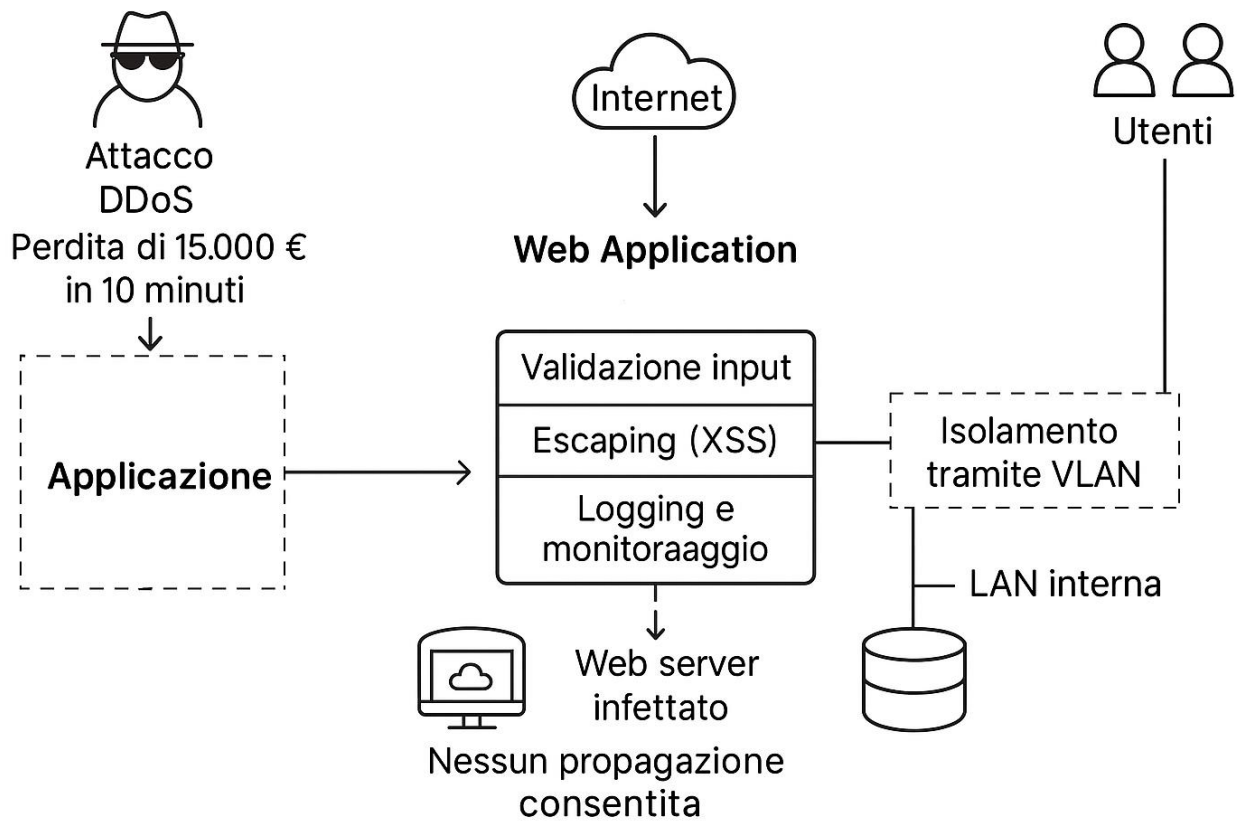 Attacco
DDoS
Perdita di 15.000 €
in 10 minuti
Applicazione
Internet
Web Application
Validazione input
Escaping (XSS)
Logging e
monitoraaggio
Web server
infettato
Nessun propagazione
consentita
Utenti
Isolamento
tramite VLAN
LAN interna